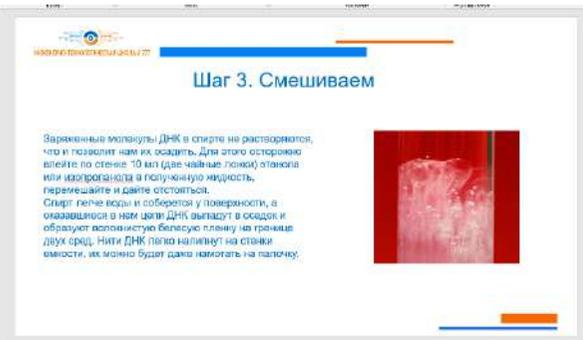 Шаг 3. Смешиваем
Заряженные молекулы ДНК в спирте не растворяются,
что и позволит нам их осадить. Для этого осторожно
влейте по стенке 10 мл (две чайные ложки) этанола
или изопропанола в полученную жидкость,
перемешайте и дайте отстояться.
Спирт легче воды и соберется у поверхности, а
оказавшиеся в нем цепи ДНК выпадут в осадок и
образуют волокнистую белесую пленку на границе
двух сред. Нити ДНК легко налипнут на стенки
емкости, их можно будет даже намотать на палочку.